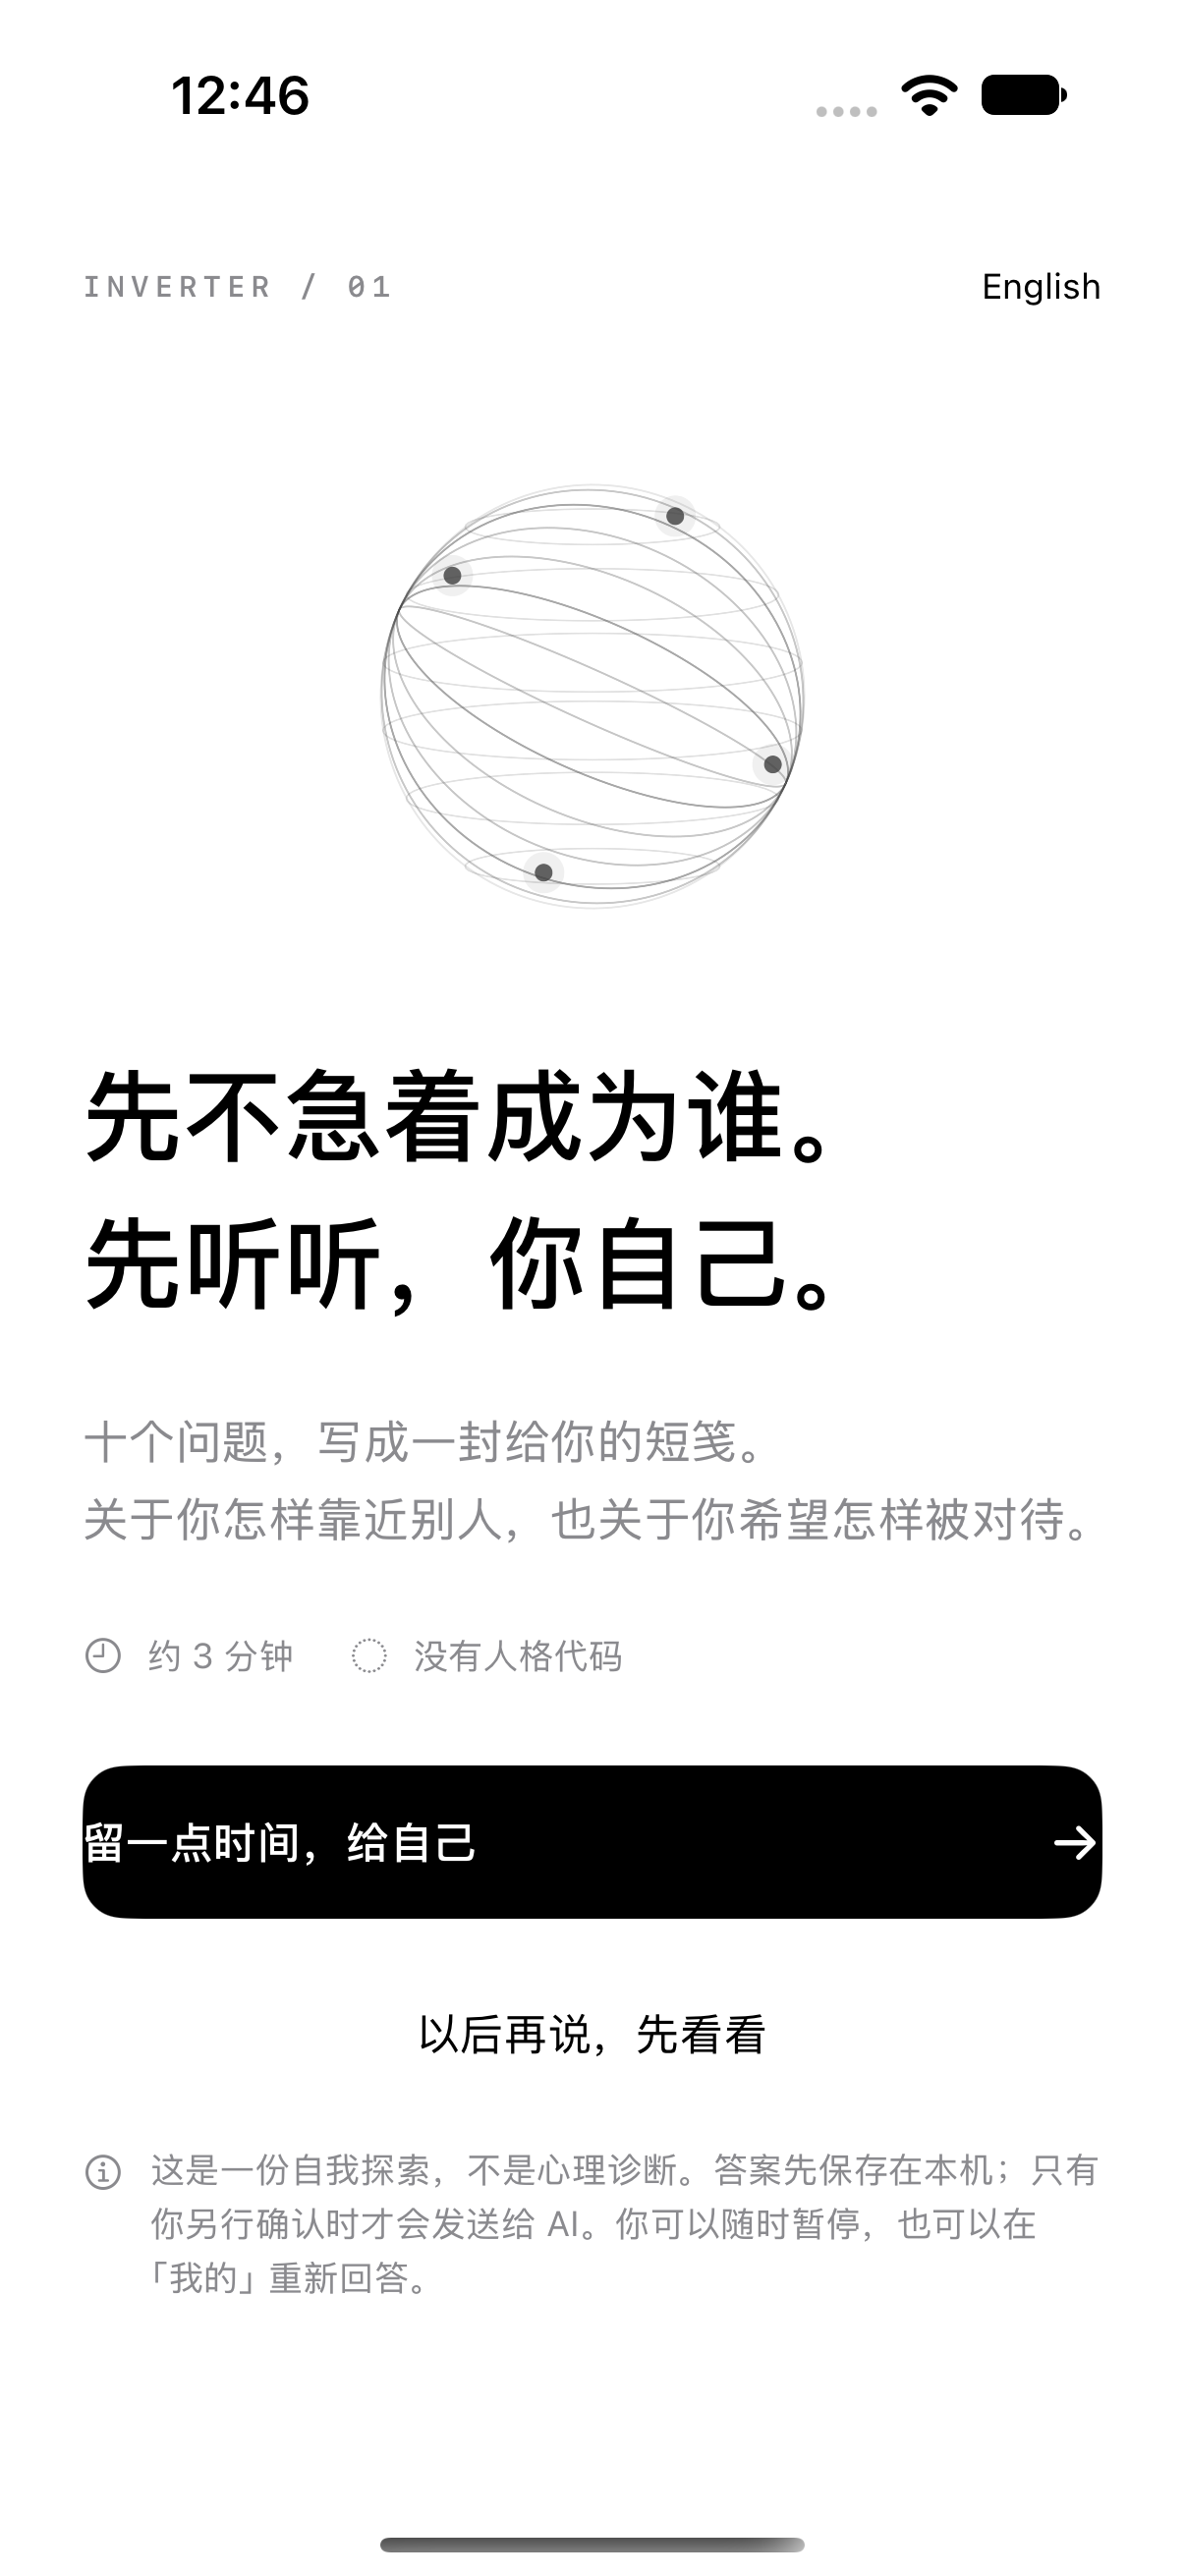 12:46
INVERTER / 01
English
先不急着成为谁。
先听听，你自己。
十个问题，写成一封给你的短笺。
关于你怎样靠近别人，也关于你希望怎样被对待。
约 3 分钟
没有人格代码
留一点时间，给自己
以后再说，先看看
这是一份自我探索，不是心理诊断。答案先保存在本机；只有
你另行确认时才会发送给 AI。你可以随时暂停，也可以在
「我的」重新回答。